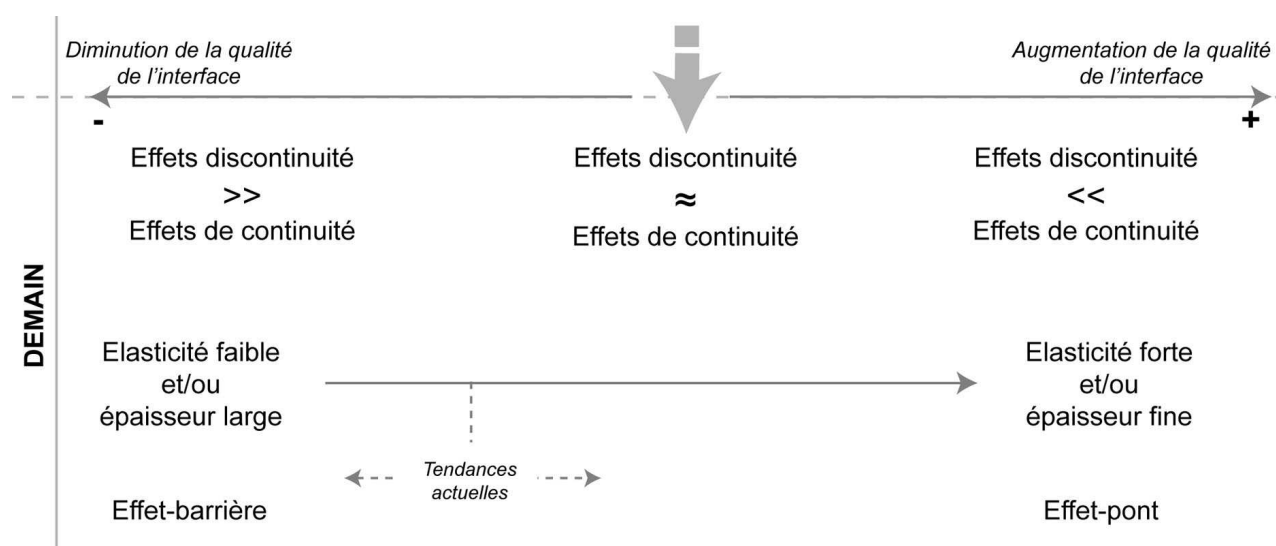 Diminution de la qualité
de l'interface
Augmentation de la qualité
de l'interface
-
+
Effets discontinuité
>>
Effets de continuité
Effets discontinuité
≈
Effets de continuité
Effets discontinuité
<<
Effets de continuité
DEMAIN
Elasticité faible
et/ou
épaisseur large
Elasticité forte
et/ou
épaisseur fine
Tendances
actuelles
Effet-barrière
Effet-pont